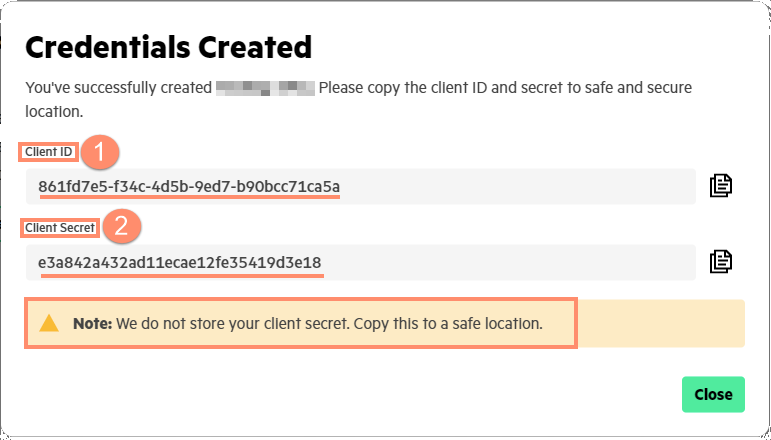 Credentials Created
You've successfully created Please copy the client ID and secret to safe and secure
location.
Client ID 1
861fd7e5-f34c-4d5b-9ed7-b90bcc71ca5a
Client Secret 2
e3a842a432ad11ecae12fe35419d3e18
Note: We do not store your client secret. Copy this to a safe location.
Close